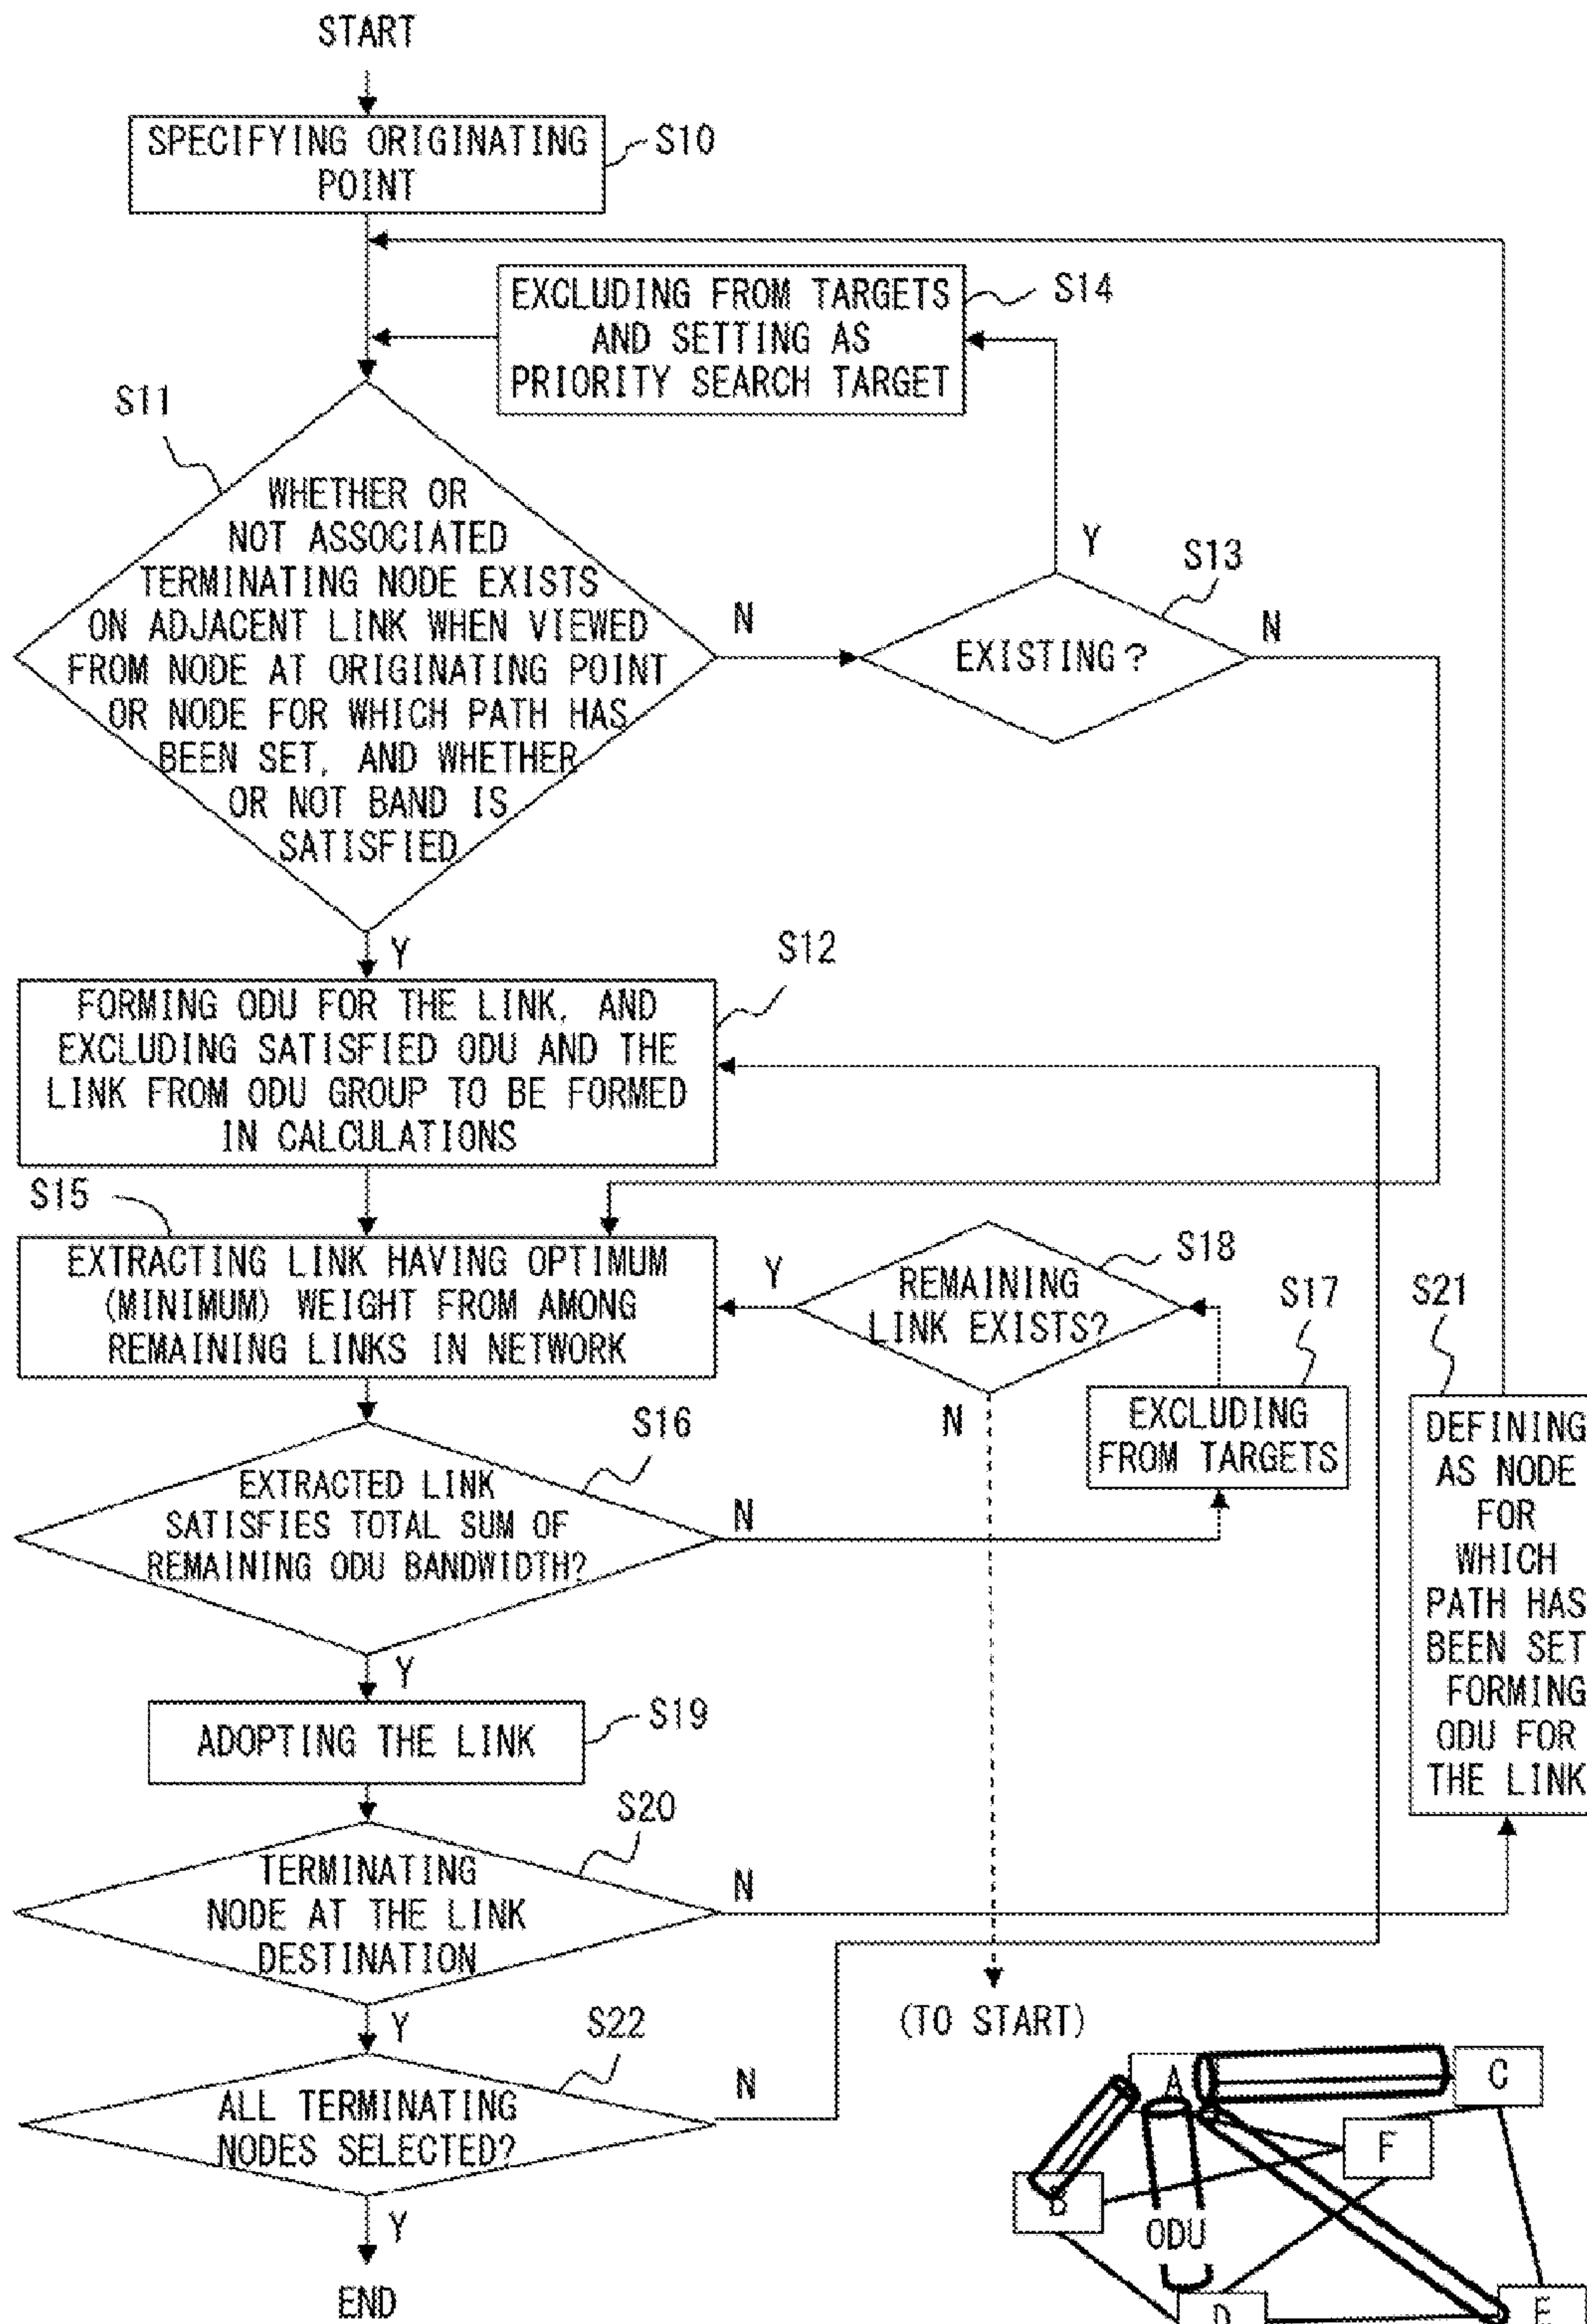 START
SPECIFYING ORIGINATING
POINT
S10
EXCLUDING FROM TARGETS
AND SETTING AS
PRIORITY SEARCH TARGET
S14
S11
WHETHER OR
NOT ASSOCIATED
TERMINATING NODE EXISTS
ON ADJACENT LINK WHEN VIEWED
FROM NODE AT ORIGINATING POINT
OR NODE FOR WHICH PATH HAS
BEEN SET, AND WHETHER
OR NOT BAND IS
SATISFIED
N
Y
S13
EXISTING?
N
Y
S12
FORMING ODU FOR THE LINK, AND
EXCLUDING SATISFIED ODU AND THE
LINK FROM ODU GROUP TO BE FORMED
IN CALCULATIONS
S15
EXTRACTING LINK HAVING OPTIMUM
(MINIMUM) WEIGHT FROM AMONG
REMAINING LINKS IN NETWORK
Y
REMAINING
LINK EXISTS?
S18
N
S17
EXCLUDING
FROM TARGETS
S21
DEFINING
AS NODE
FOR
WHICH
PATH HAS
BEEN SET
FORMING
ODU FOR
THE LINK
S16
EXTRACTED LINK
SATISFIES TOTAL SUM OF
REMAINING ODU BANDWIDTH?
N
Y
ADOPTING THE LINK
S19
S20
TERMINATING
NODE AT THE LINK
DESTINATION
N
Y
(TO START)
S22
ALL TERMINATING
NODES SELECTED?
N
Y
END
A
C
F
B
ODU
D
E